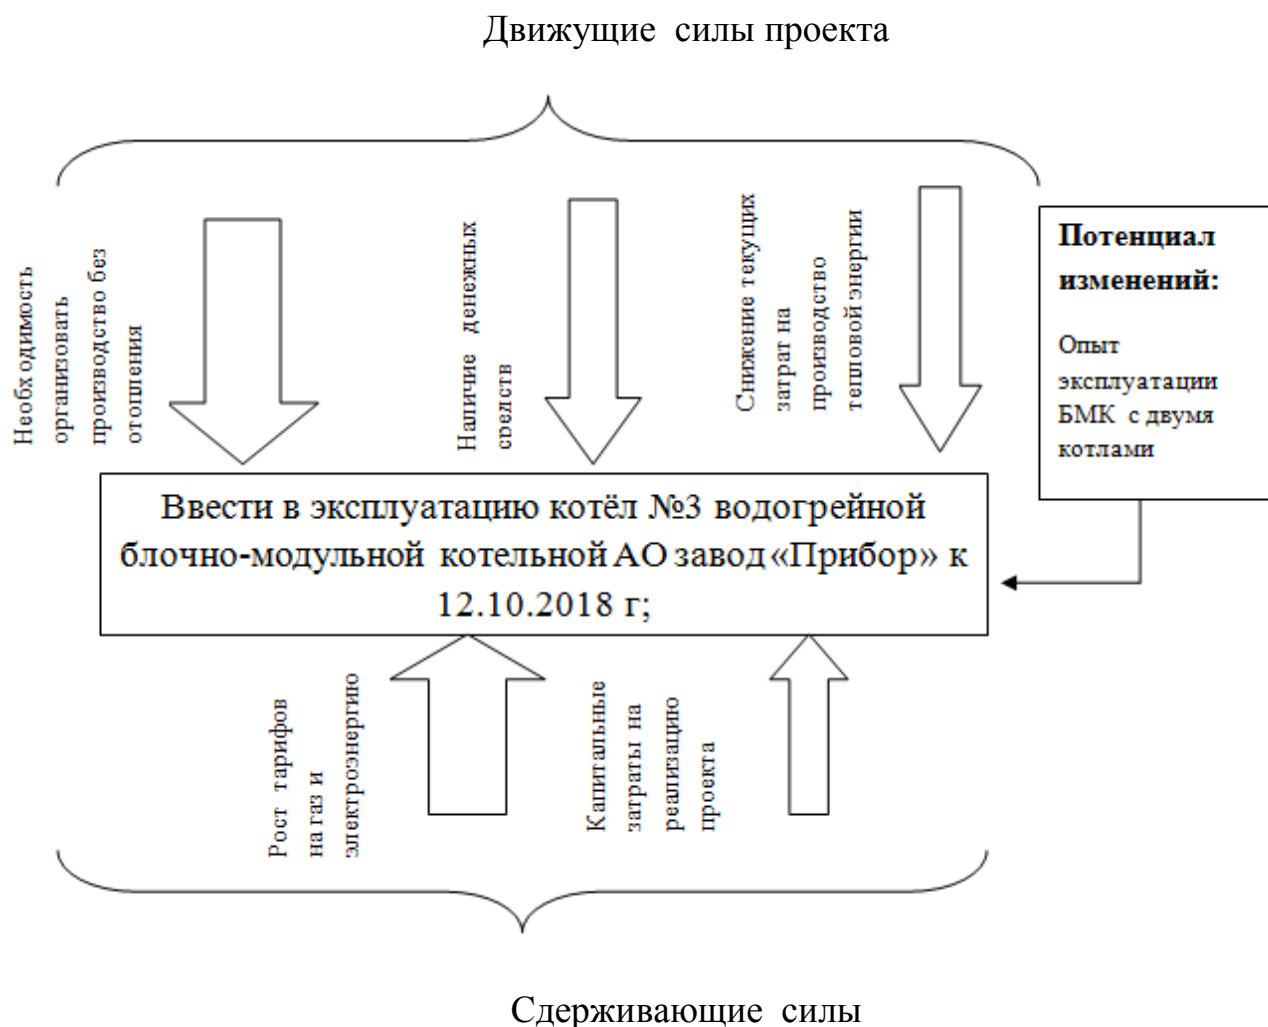 Движущие силы проекта
Необходимость
организовать
производство без
отопления
Наличие денежных
средств
Снижение текущих
затрат на
производство
тепловой энергии
Потенциал
изменений:
Опыт
эксплуатации
БМК с двумя
котлами
Ввести в эксплуатацию котёл №3 водогрейной
блочно-модульной котельной АО завод «Прибор» к
12.10.2018 г;
Рост тарифов
на газ и
электроэнергию
Капитальные
затраты на
реализацию
проекта
Сдерживающие силы